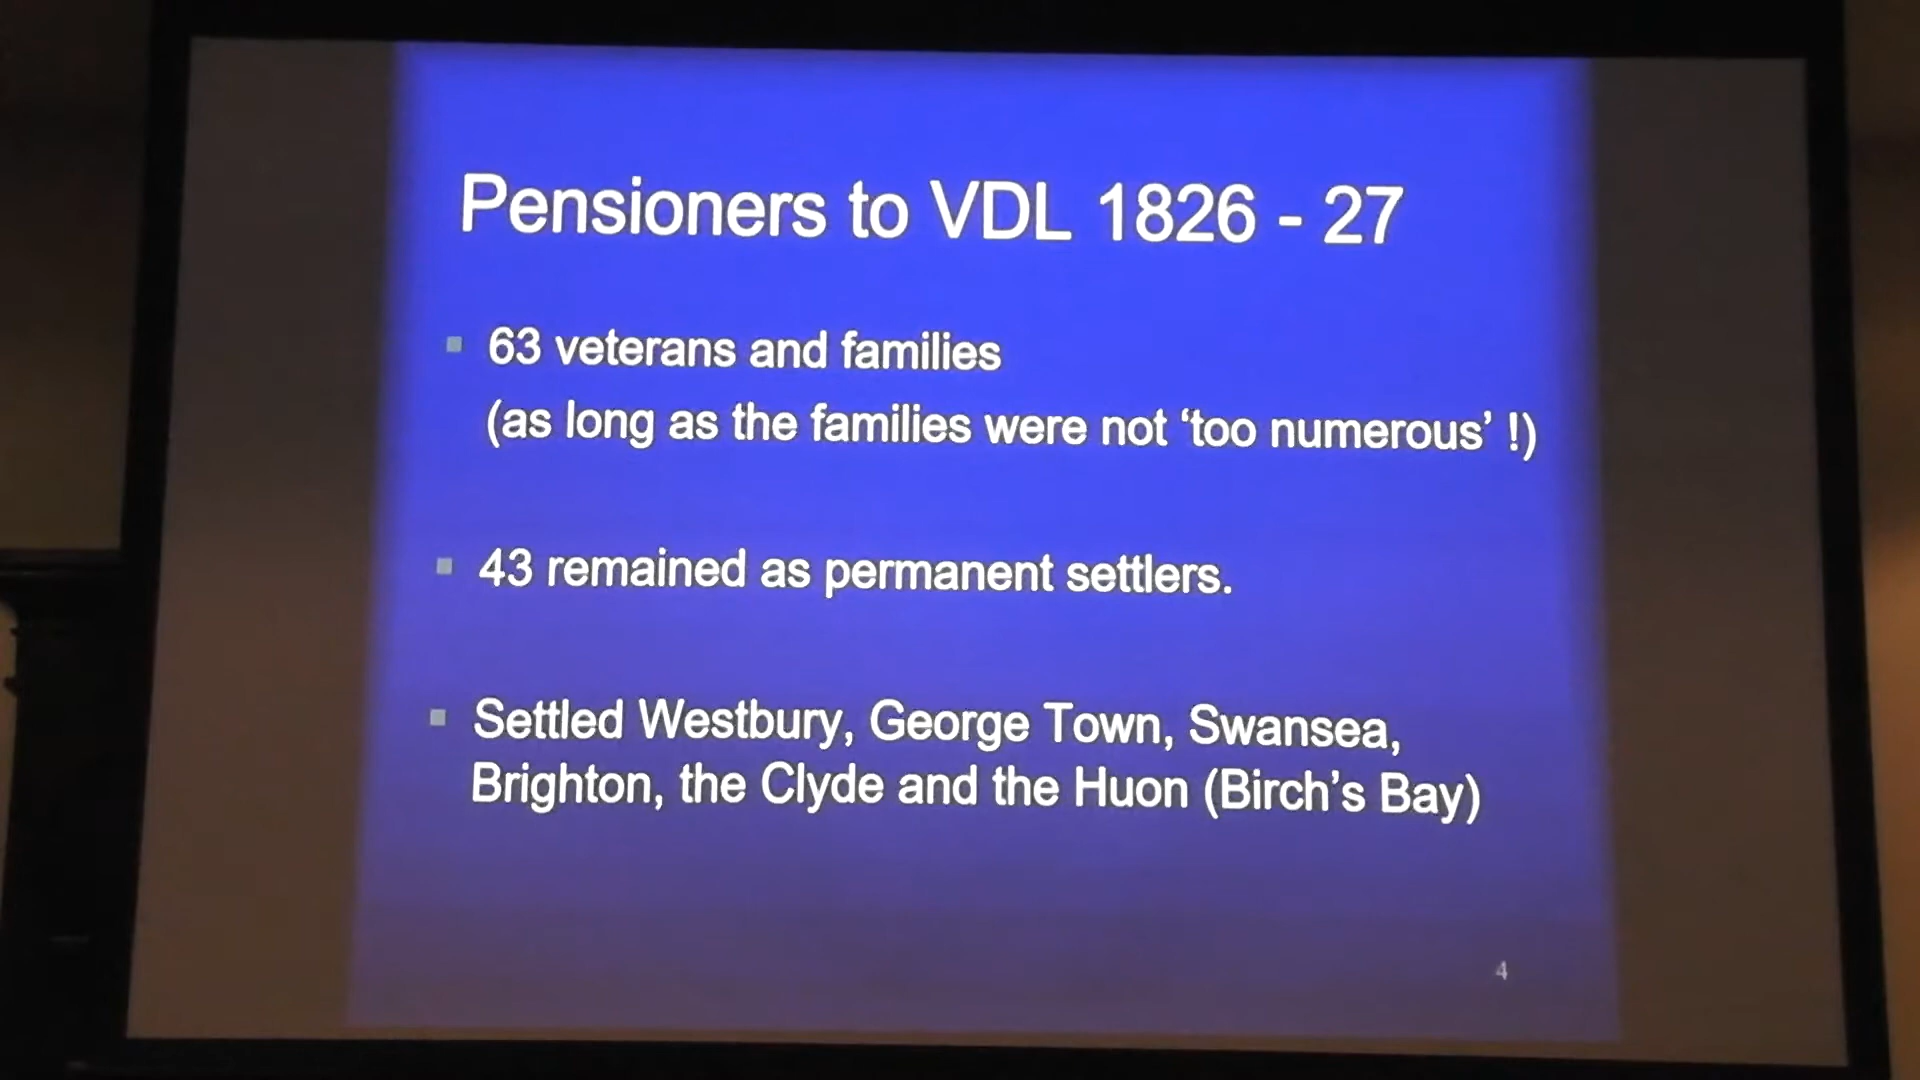 Pensioners to VDL 1826 - 27
63 veterans and families
(as long as the families were not ‘too numerous’ !)
43 remained as permanent settlers.
Settled Westbury, George Town, Swansea,
Brighton, the Clyde and the Huon (Birch’s Bay)
4